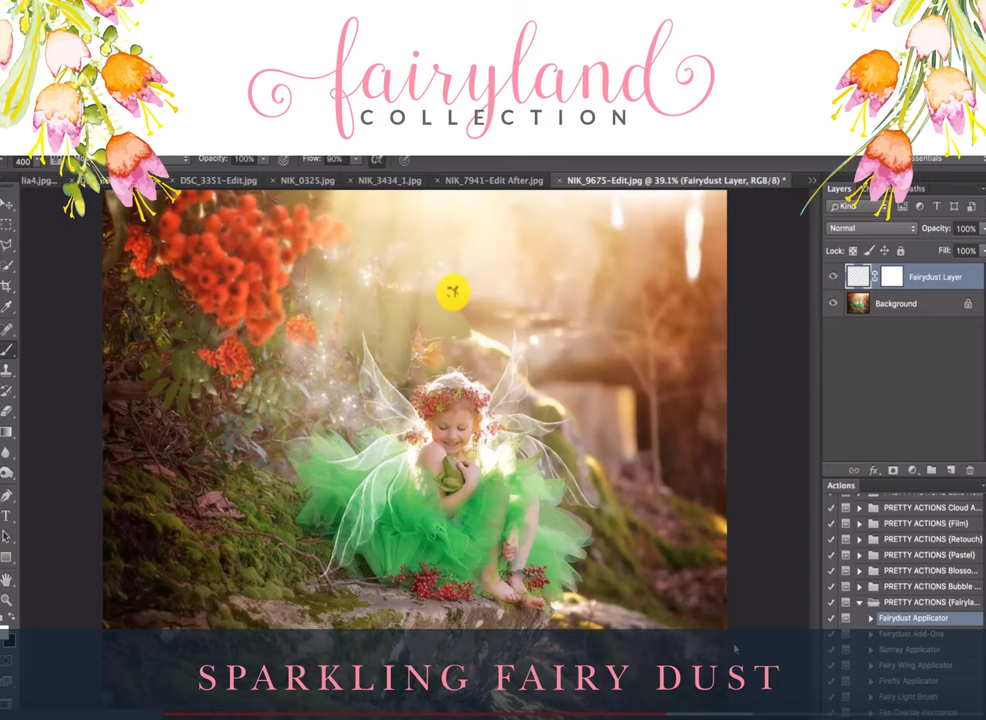 fairyland
COLLECTION
400
Opacity: 100%
Flow: 90%
lia4.jpg...
DSC_3351-Edit.jpg
NIK_0325.jpg
NIK_3434_1.jpg
NIK_7941-Edit After.jpg
NIK_9675-Edit.jpg @ 39.1% (Fairydust Layer, RGB/8) *
Layers
Kind
Normal
Opacity: 100%
Lock:
Fill: 100%
Fairydust Layer
Background
Actions
PRETTY ACTIONS Cloud A...
PRETTY ACTIONS {Film}
PRETTY ACTIONS {Retouch}
PRETTY ACTIONS {Pastel}
PRETTY ACTIONS Blosso...
PRETTY ACTIONS Bubble ...
PRETTY ACTIONS {Fairyla...
Fairydust Applicator
Fairydust Add-Ons
Sunray Applicator
Fairy Wing Applicator
Firefly Applicator
Fairy Light Brush
SPARKLING FAIRY DUST